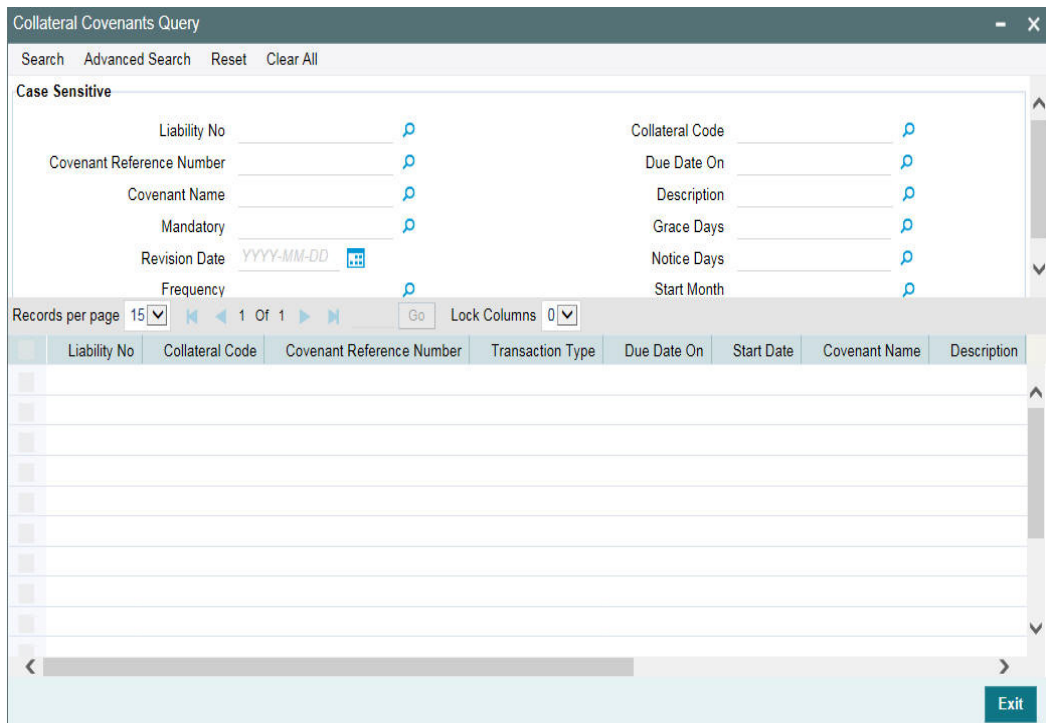 Collateral Covenants Query
Search Advanced Search Reset Clear All
Case Sensitive
Liability No Collateral Code
Covenant Reference Number Due Date On
Covenant Name Description
Mandatory Grace Days
Revision Date YYYY-MM-DD Notice Days
Frequency Start Month
Records per page 15 1 Of 1 Go Lock Columns 0
Liability No Collateral Code Covenant Reference Number Transaction Type Due Date On Start Date Covenant Name Description
Exit